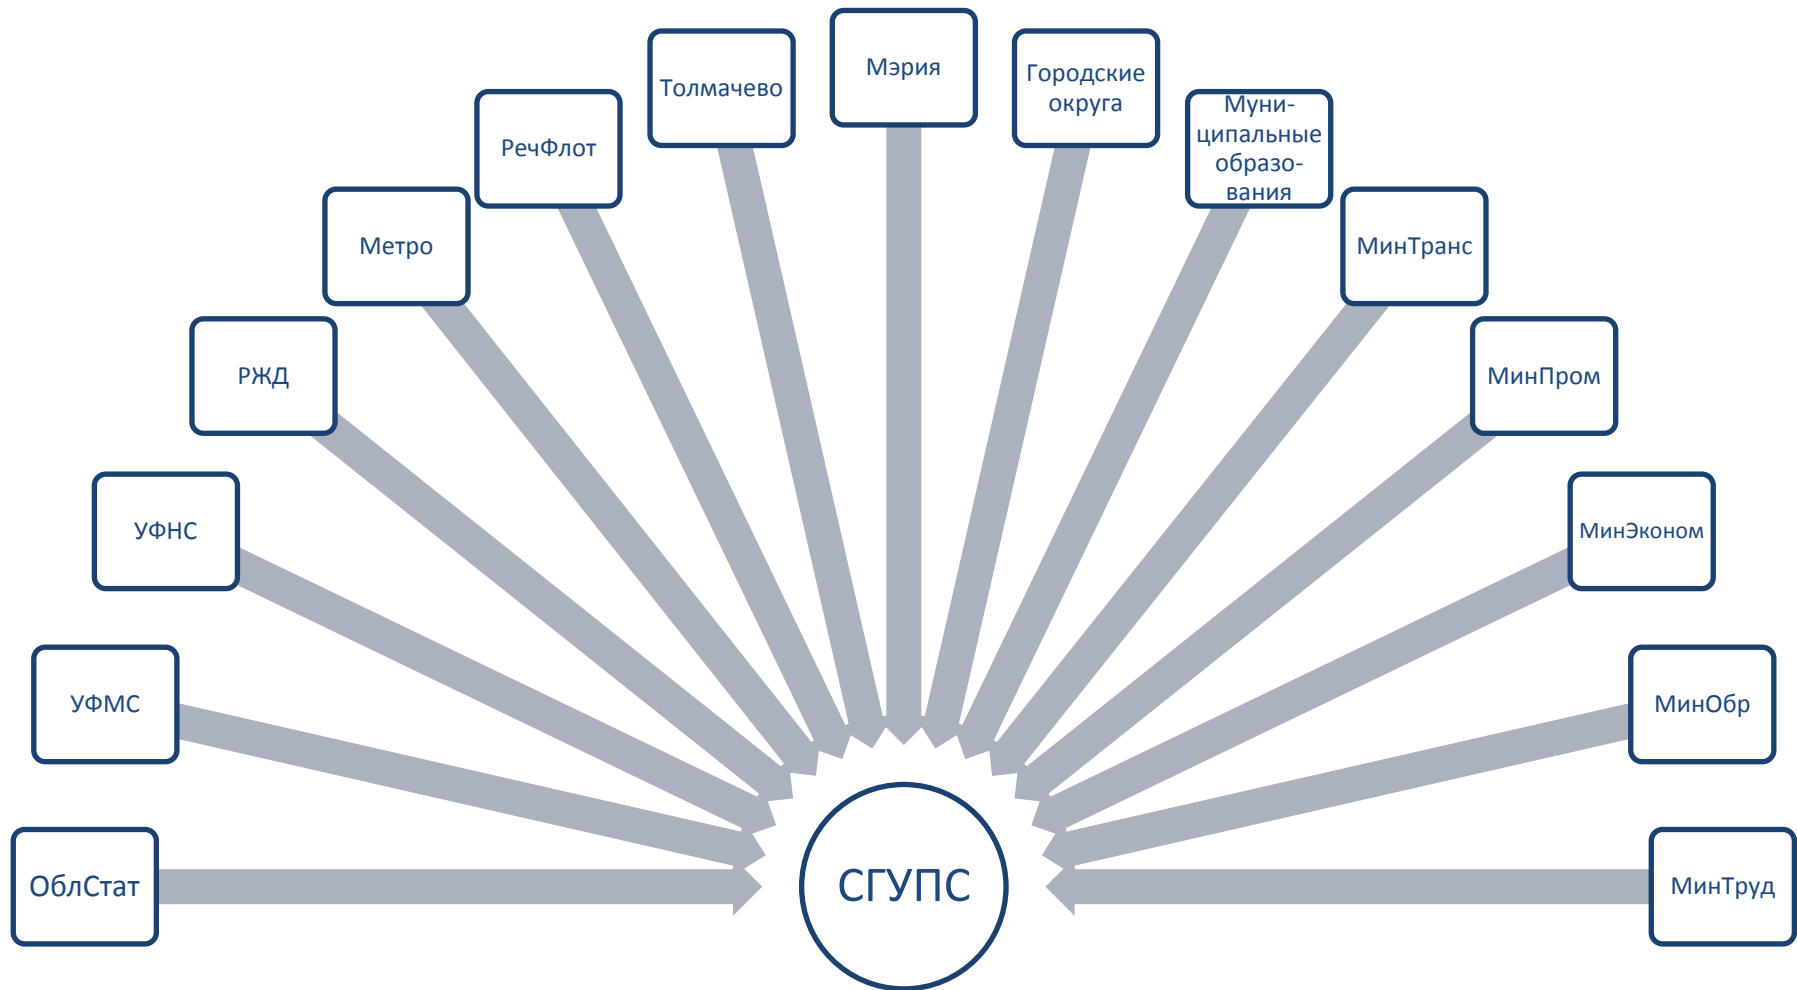 Мэрия
Толмачево
Городские
округа
РечФлот
Муни-
ципальные
образо-
вания
Метро
МинТранс
РЖД
МинПром
УФНС
МинЭконом
УФМС
МинОбр
ОблСтат
СГУПС
МинТруд